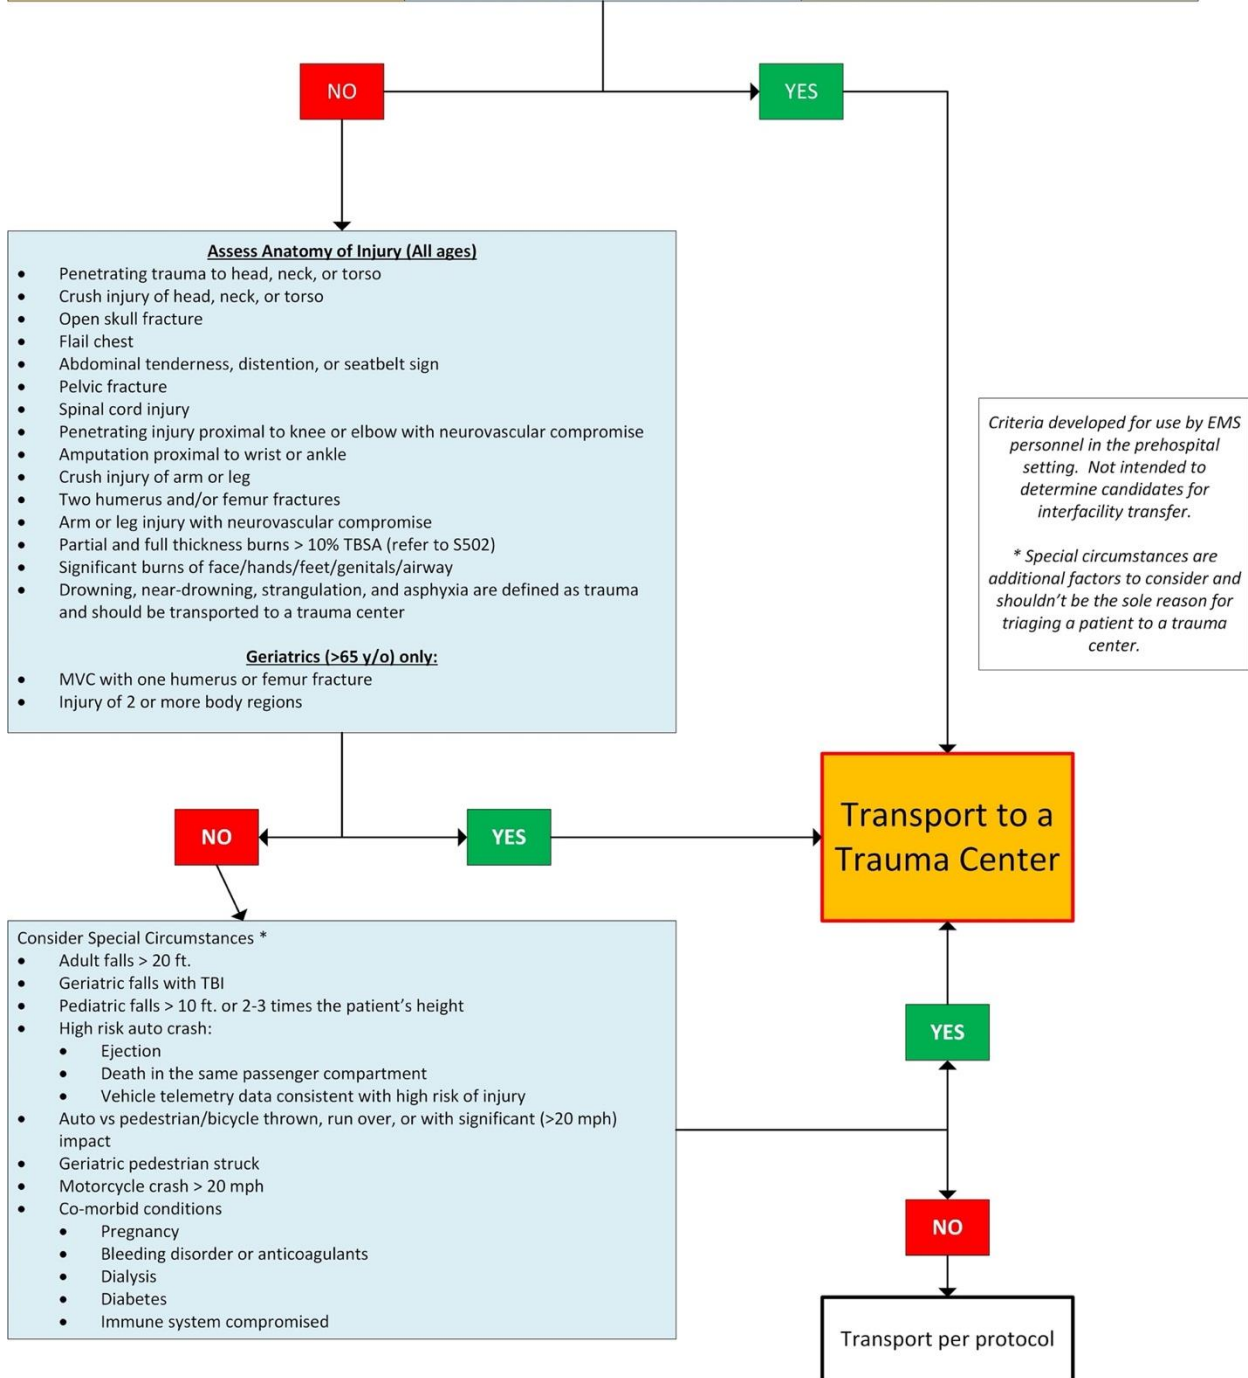 NO
YES
Assess Anatomy of Injury (All ages)
• Penetrating trauma to head, neck, or torso
• Crush injury of head, neck, or torso
• Open skull fracture
• Flail chest
• Abdominal tenderness, distention, or seatbelt sign
• Pelvic fracture
• Spinal cord injury
• Penetrating injury proximal to knee or elbow with neurovascular compromise
• Amputation proximal to wrist or ankle
• Crush injury of arm or leg
• Two humerus and/or femur fractures
• Arm or leg injury with neurovascular compromise
• Partial and full thickness burns > 10% TBSA (refer to S502)
• Significant burns of face/hands/feet/genitals/airway
• Drowning, near-drowning, strangulation, and asphyxia are defined as trauma
and should be transported to a trauma center
Geriatrics (>65 y/o) only:
• MVC with one humerus or femur fracture
• Injury of 2 or more body regions
Criteria developed for use by EMS
personnel in the prehospital
setting. Not intended to
determine candidates for
interfacility transfer.
* Special circumstances are
additional factors to consider and
shouldn't be the sole reason for
triaging a patient to a trauma
center.
NO
YES
Transport to a
Trauma Center
Consider Special Circumstances *
• Adult falls > 20 ft.
• Geriatric falls with TBI
• Pediatric falls > 10 ft. or 2-3 times the patient's height
• High risk auto crash:
• Ejection
• Death in the same passenger compartment
• Vehicle telemetry data consistent with high risk of injury
• Auto vs pedestrian/bicycle thrown, run over, or with significant (>20 mph)
impact
• Geriatric pedestrian struck
• Motorcycle crash > 20 mph
• Co-morbid conditions
• Pregnancy
• Bleeding disorder or anticoagulants
• Dialysis
• Diabetes
• Immune system compromised
YES
NO
Transport per protocol